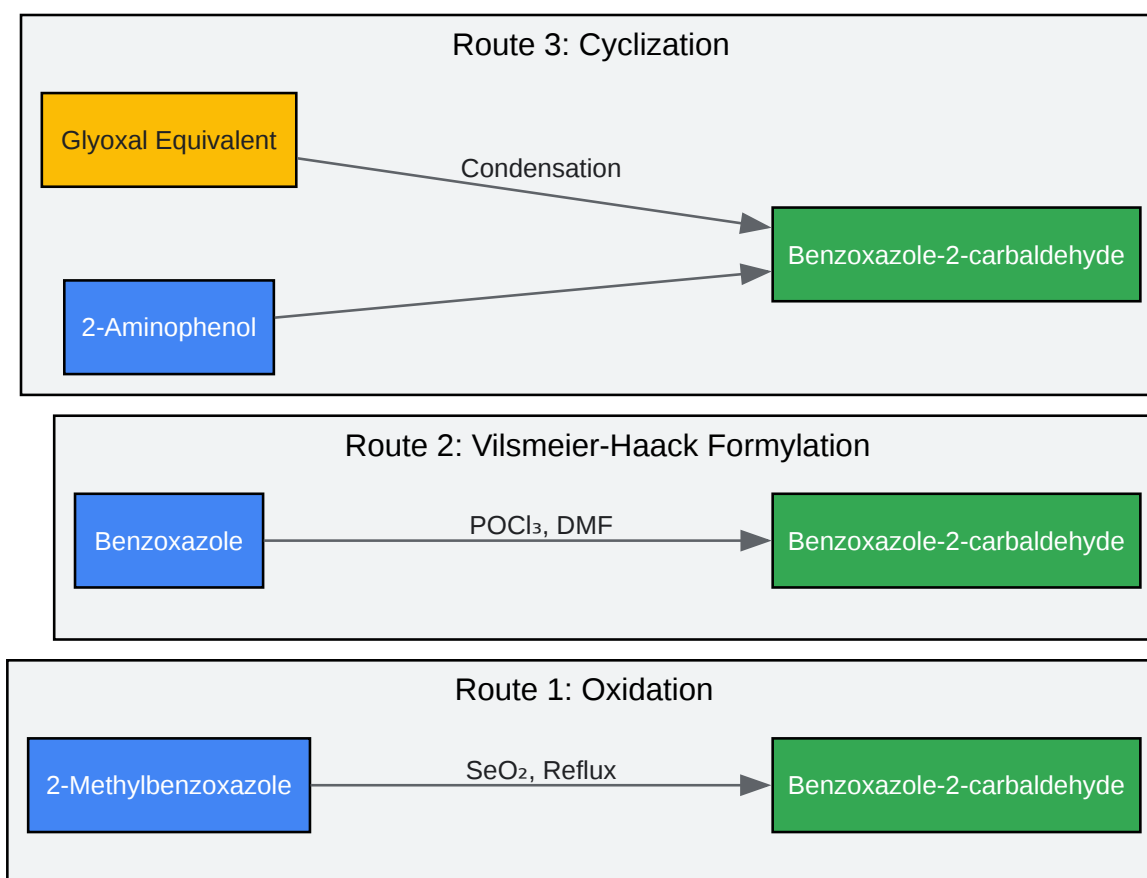 Route 3: Cyclization
Glyoxal Equivalent
Condensation
Benzoxazole-2-carbaldehyde
2-Aminophenol
Route 2: Vilsmeier-Haack Formylation
Benzoxazole
POCl₃, DMF
Benzoxazole-2-carbaldehyde
Route 1: Oxidation
2-Methylbenzoxazole
SeO₂, Reflux
Benzoxazole-2-carbaldehyde